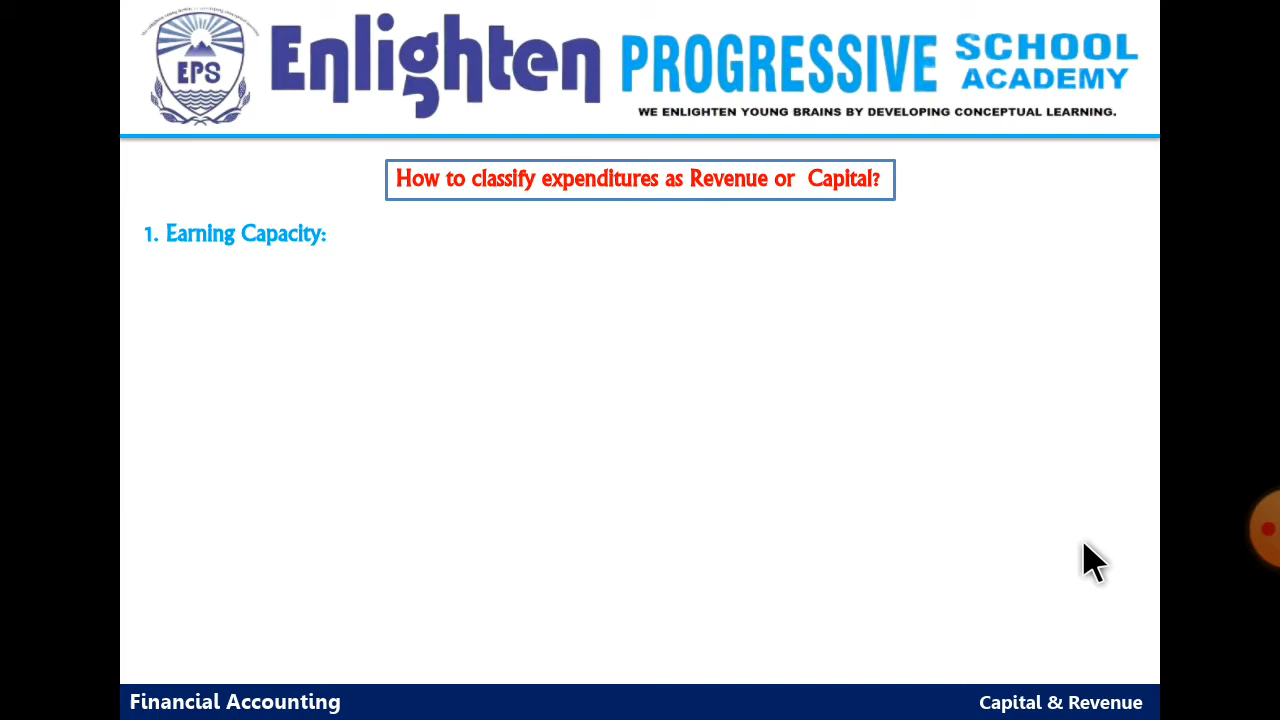 EPS
Enlighten PROGRESSIVE SCHOOL ACADEMY
WE ENLIGHTEN YOUNG BRAINS BY DEVELOPING CONCEPTUAL LEARNING.
How to classify expenditures as Revenue or Capital?
1. Earning Capacity:
Financial Accounting
Capital & Revenue